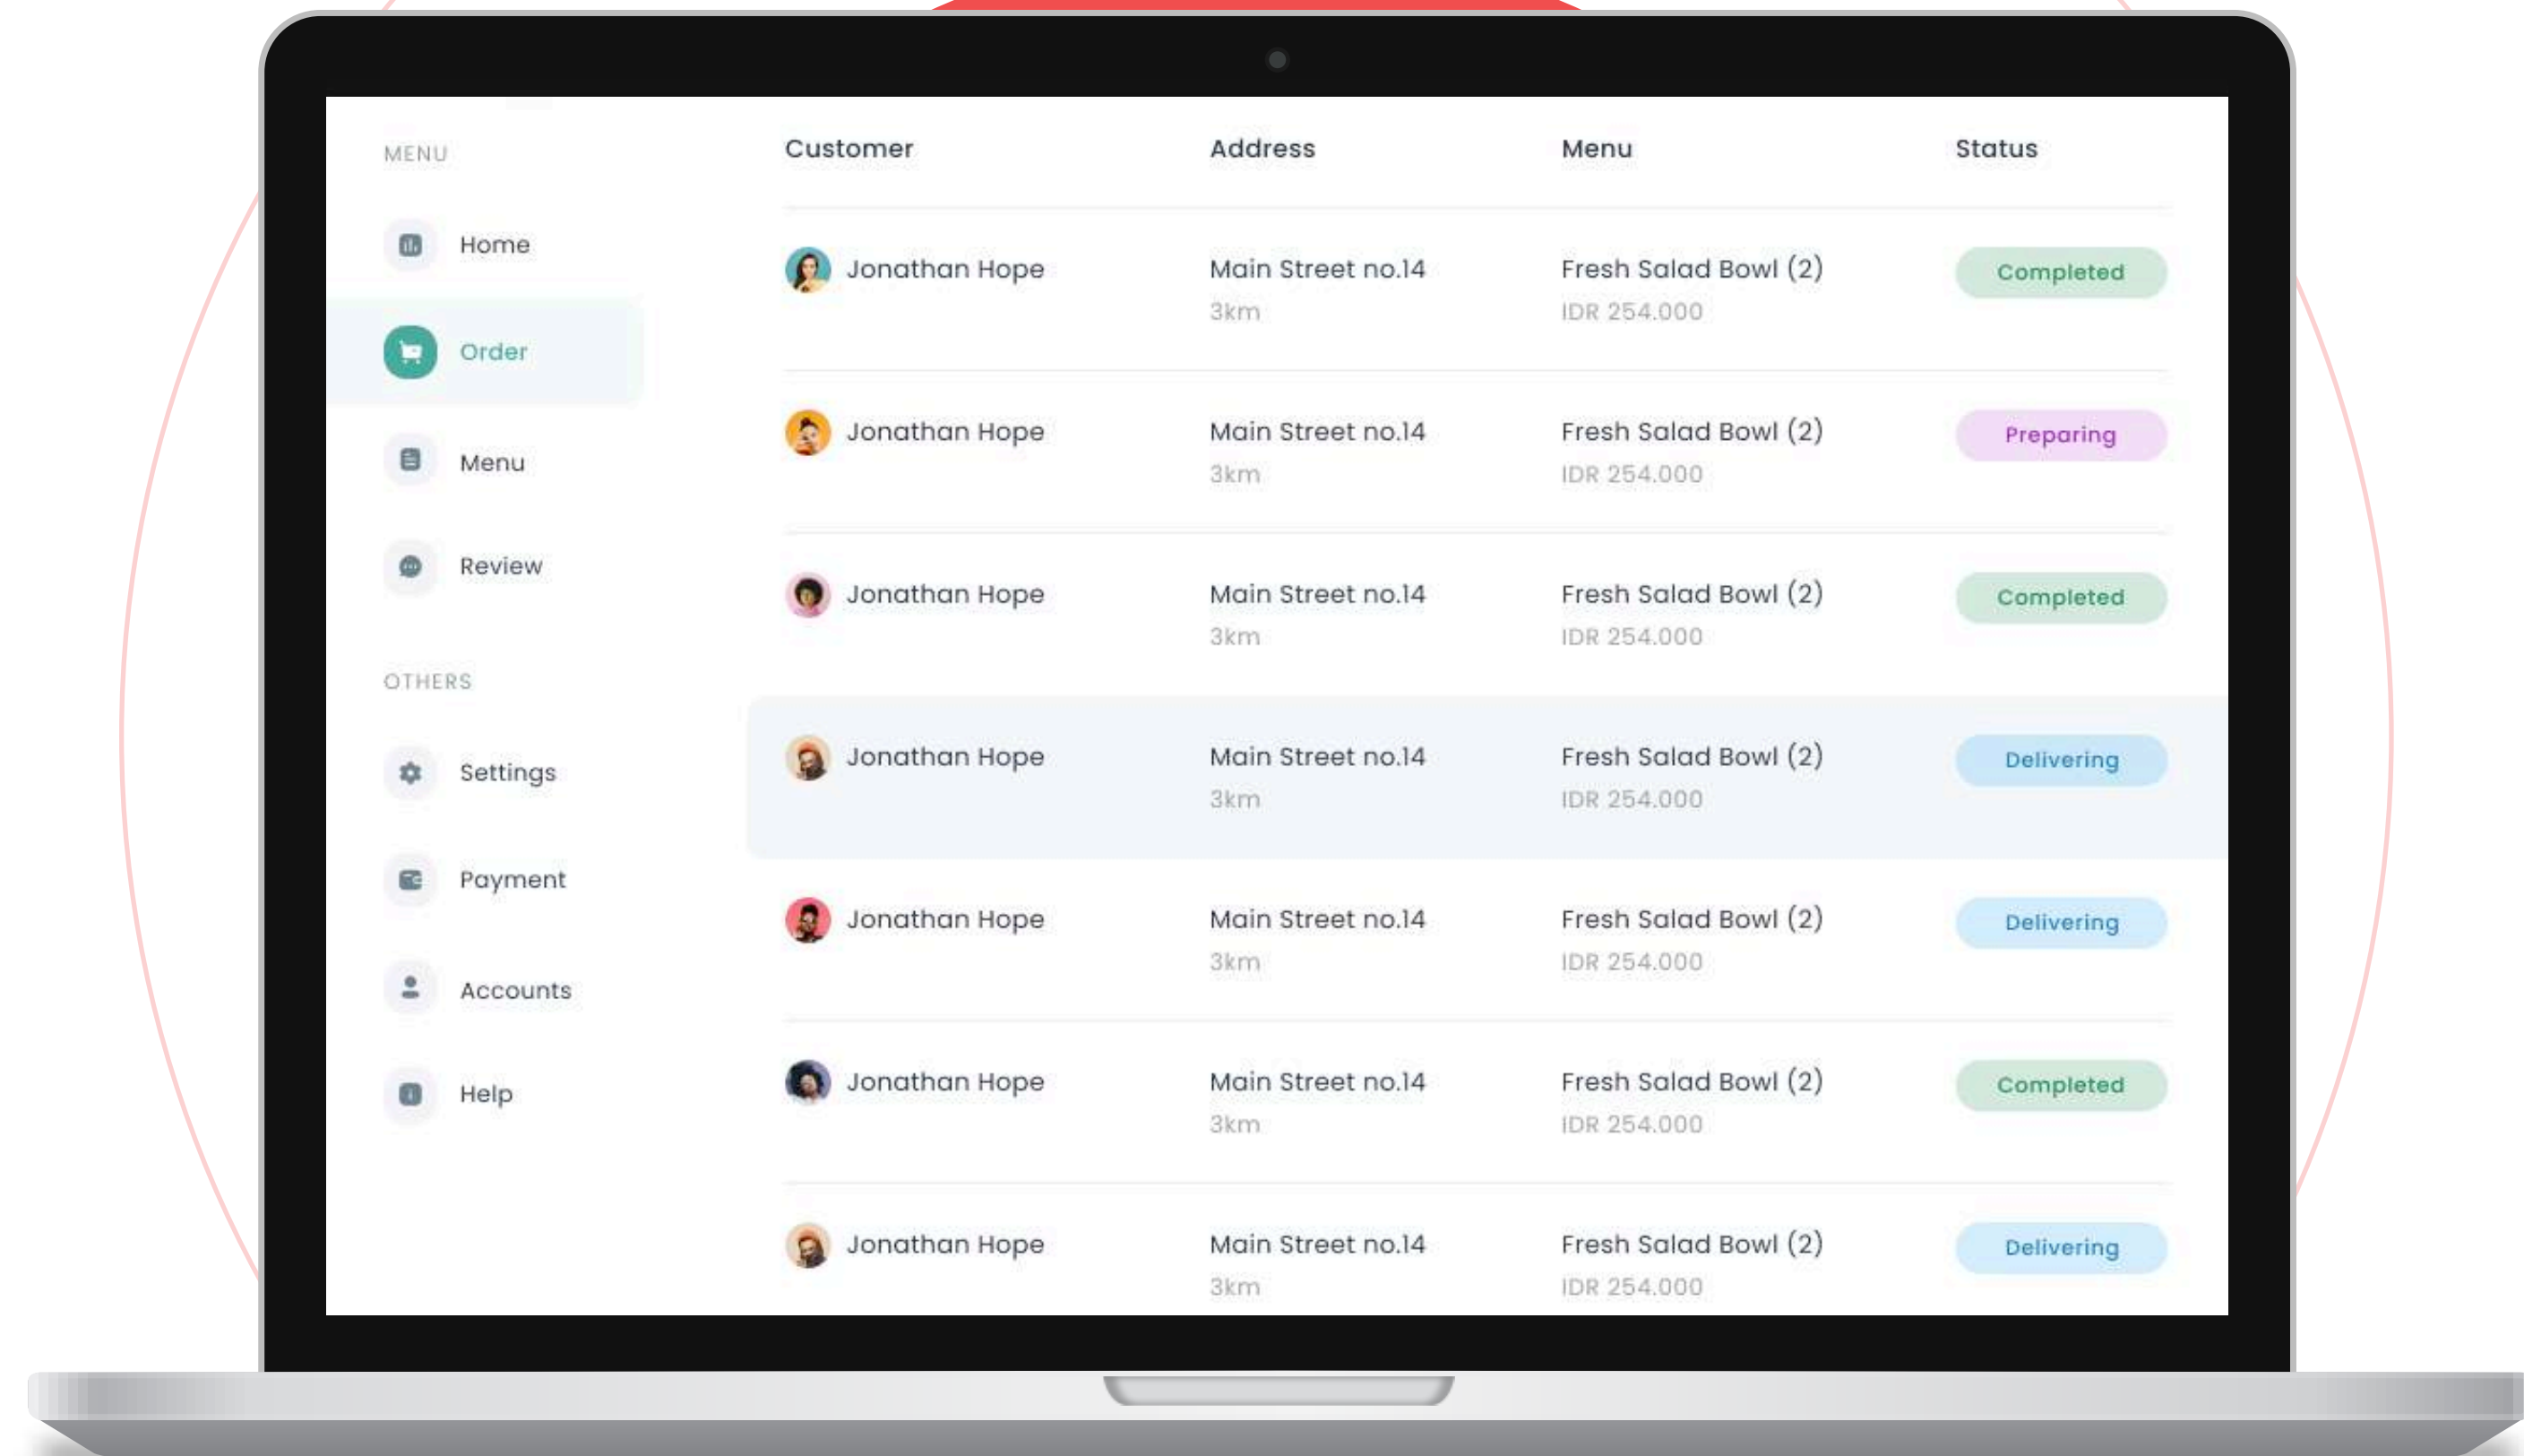 MENU
Home
Order
Menu
Review
OTHERS
Settings
Payment
Accounts
Help
Customer Address Menu Status
Jonathan Hope Main Street no.14 Fresh Salad Bowl (2) Completed
3km IDR 254.000
Jonathan Hope Main Street no.14 Fresh Salad Bowl (2) Preparing
3km IDR 254.000
Jonathan Hope Main Street no.14 Fresh Salad Bowl (2) Completed
3km IDR 254.000
Jonathan Hope Main Street no.14 Fresh Salad Bowl (2) Delivering
3km IDR 254.000
Jonathan Hope Main Street no.14 Fresh Salad Bowl (2) Delivering
3km IDR 254.000
Jonathan Hope Main Street no.14 Fresh Salad Bowl (2) Completed
3km IDR 254.000
Jonathan Hope Main Street no.14 Fresh Salad Bowl (2) Delivering
3km IDR 254.000